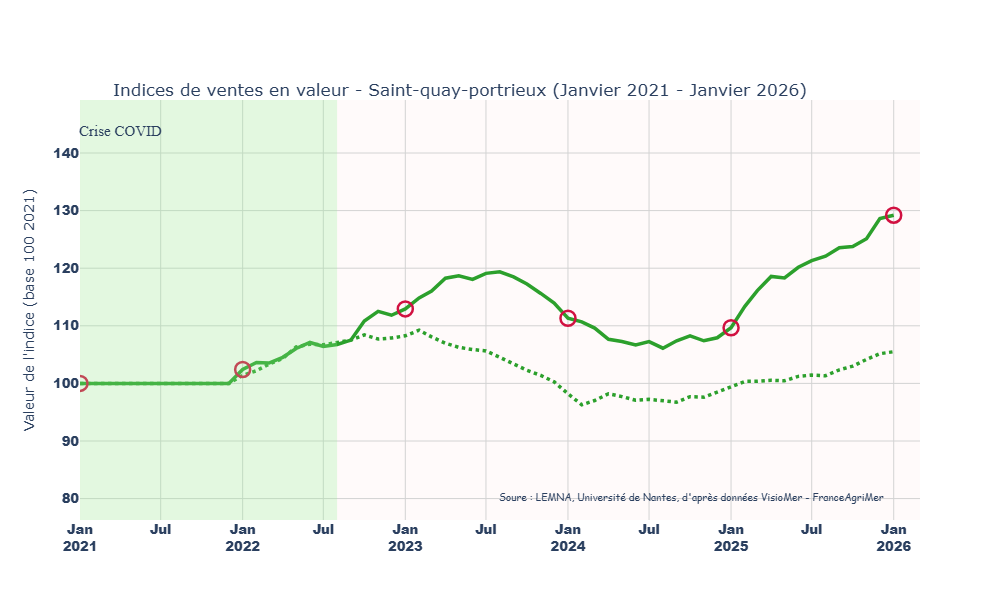 Indices de ventes en valeur - Saint-quay-portrieux (Janvier 2021 - Janvier 2026)
Crise COVID
Valeur de l'indice (base 100 2021)
140
130
120
110
100
90
80
Soure : LEMNA, Université de Nantes, d'après données VisioMer - FranceAgriMer
Jan Jul Jan Jul Jan Jul Jan Jul Jan Jul Jan
2021 2022 2023 2024 2025 2026